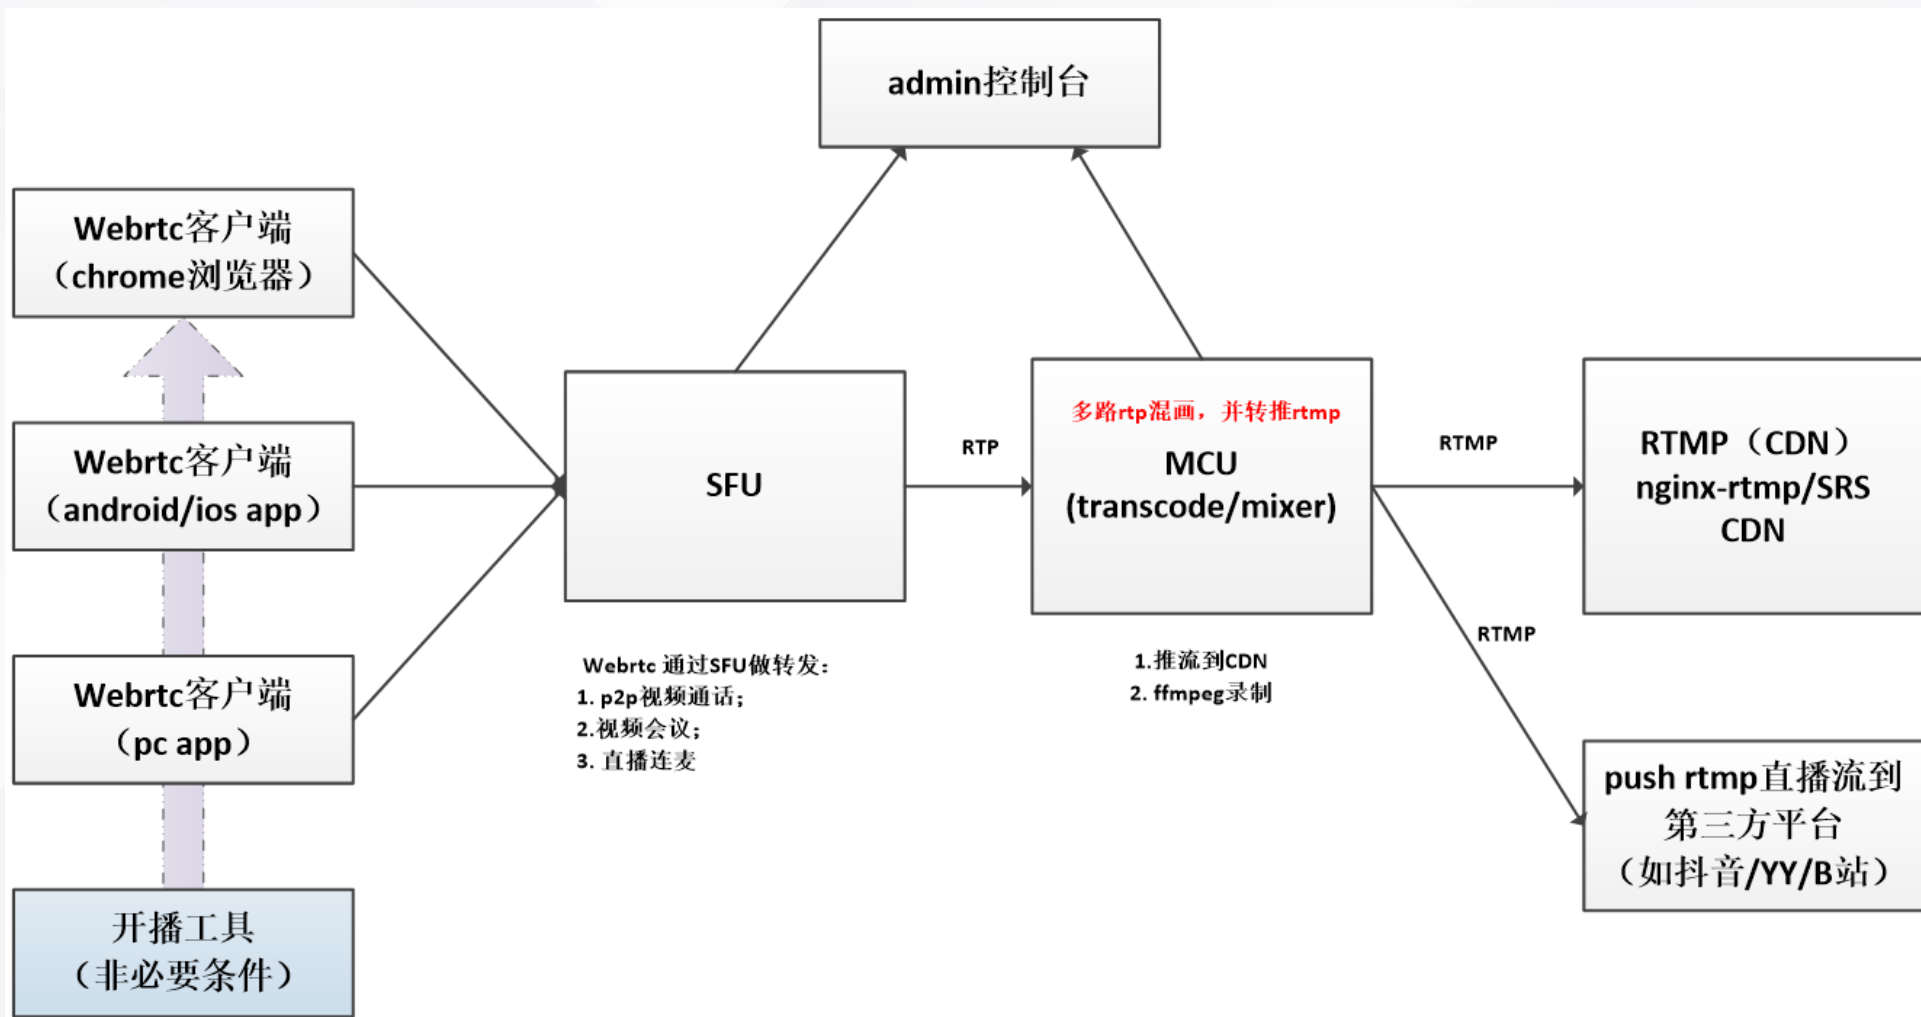 admin控制台
Webrtc客户端
（chrome浏览器）
Webrtc客户端
（android/ios app）
Webrtc客户端
（pc app）
开播工具
（非必要条件）
SFU
Webrtc 通过SFU做转发：
1. p2p视频通话；
2.视频会议；
3. 直播连麦
RTP
多路rtp混画，并转推rtmp
MCU
(transcode/mixer)
1.推流到CDN
2. ffmpeg录制
RTMP
RTMP（CDN）
nginx-rtmp/SRS
CDN
RTMP
push rtmp直播流到
第三方平台
（如抖音/YY/B站）